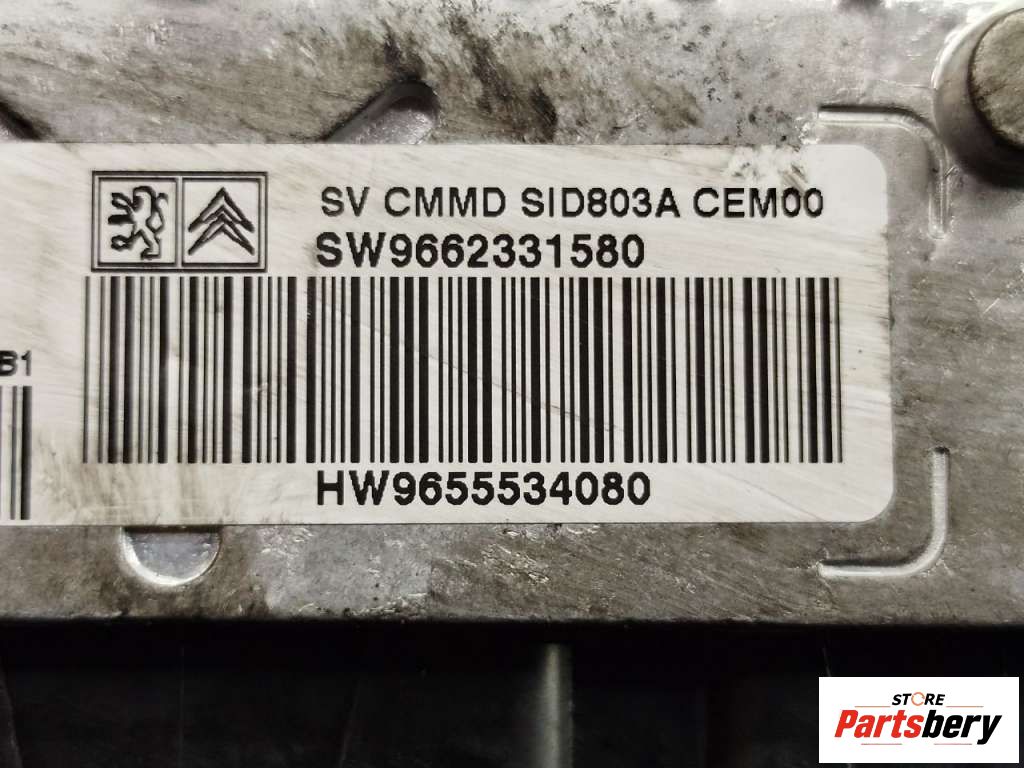 SV CMMD SID803A CEM00
SW9662331580
B1
HW9655534080
STORE
Partsbery